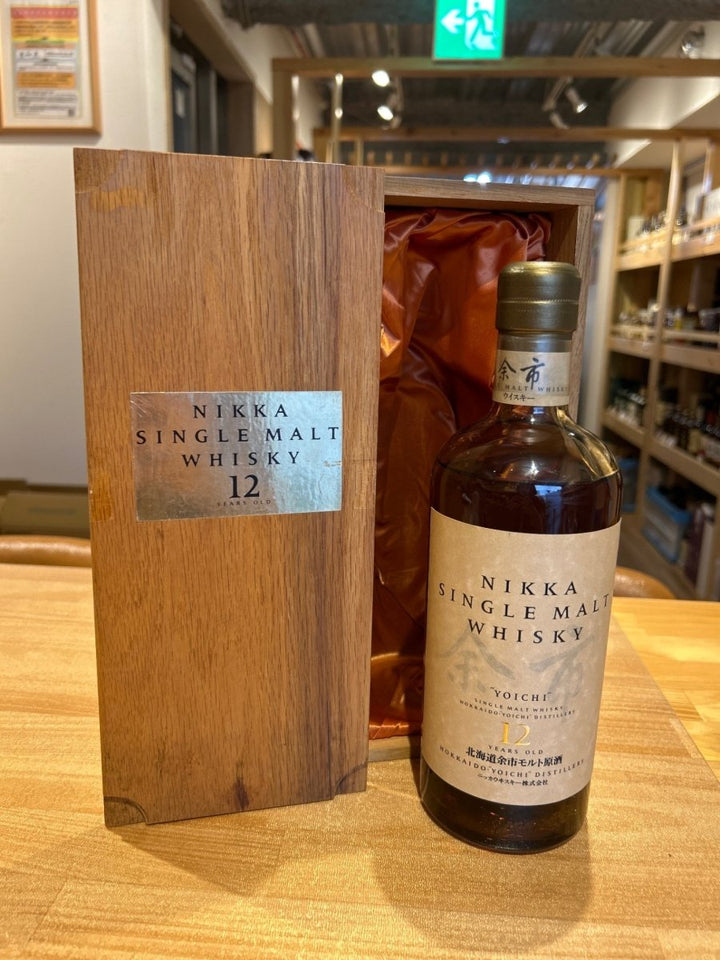 NIKKA
SINGLE MALT
WHISKY
12
YEARS OLD
余市
MALT WHISKY
ウイスキー
NIKKA
SINGLE MALT
WHISKY
余市
"YOICHI"
SINGLE MALT WHISKY
HOKKAIDO "YOICHI" DISTILLERY
12
YEARS OLD
北海道余市モルト原酒
HOKKAIDO "YOICHI" DISTILLERY
ニッカウヰスキー株式会社